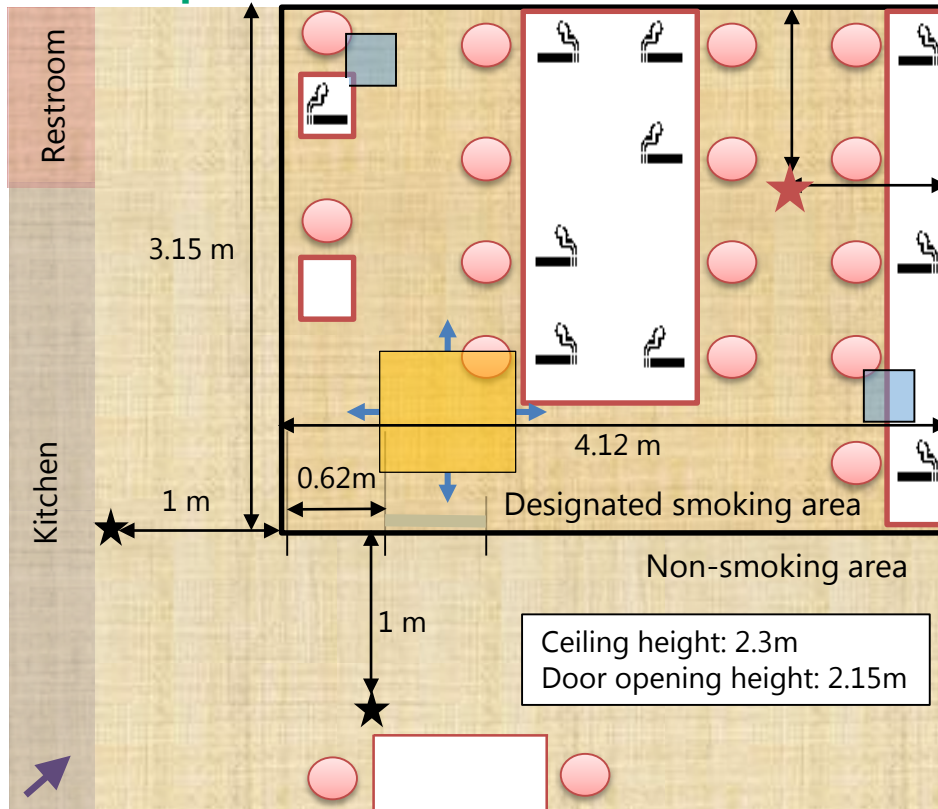 Restroom
3.15 m
4.12 m
0.62m
Kitchen
1 m
Designated smoking area
Non-smoking area
1 m
Ceiling height: 2.3m
Door opening height: 2.15m